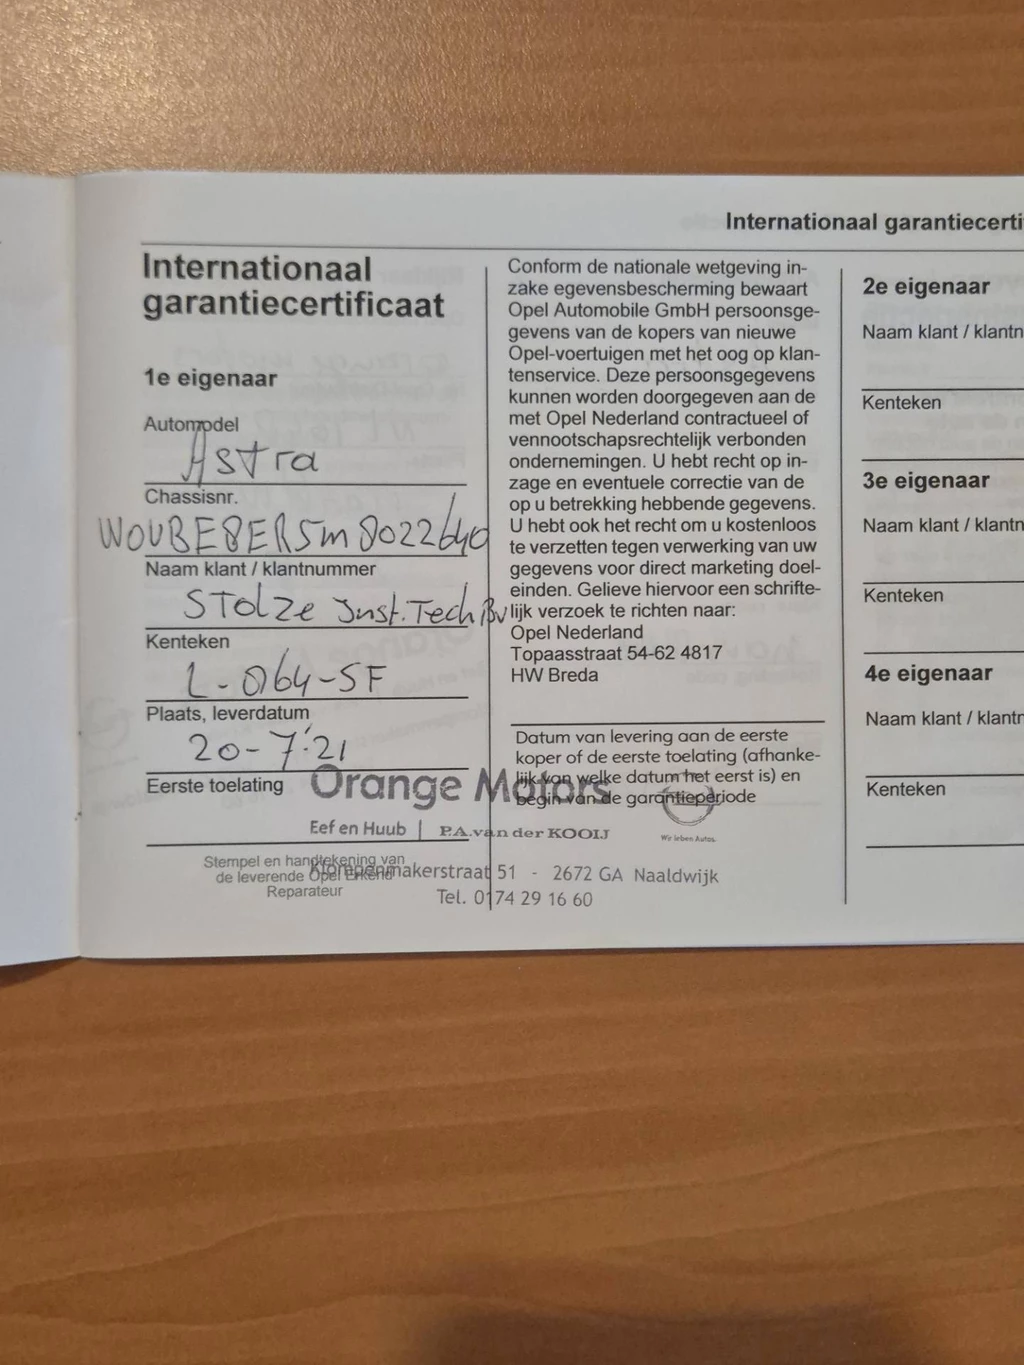 Internationaal garantiecerti
Internationaal
garantiecertificaat
1e eigenaar
Automodel
Astra
Chassisnr.
WOVBE8ER5m8022640
Naam klant / klantnummer
STolze Inst. Tech BV
Kenteken
L-064-SF
Plaats, leverdatum
20-7-'21
Eerste toelating
Orange Motors
Eef en Huub | P.A. van der KOOIJ
Wir leben Autos.
Klompenmakerstraat 51 - 2672 GA Naaldwijk
Tel. 0174 29 16 60
Stempel en handtekening van
de leverende Opel Erkend
Reparateur
Conform de nationale wetgeving in-
zake egevensbescherming bewaart
Opel Automobile GmbH persoonsge-
gevens van de kopers van nieuwe
Opel-voertuigen met het oog op klan-
tenservice. Deze persoonsgegevens
kunnen worden doorgegeven aan de
met Opel Nederland contractueel of
vennootschapsrechtelijk verbonden
ondernemingen. U hebt recht op in-
zage en eventuele correctie van de
op u betrekking hebbende gegevens.
U hebt ook het recht om u kostenloos
te verzetten tegen verwerking van uw
gegevens voor direct marketing doel-
einden. Gelieve hiervoor een schrifte-
lijk verzoek te richten naar:
Opel Nederland
Topaasstraat 54-62 4817
HW Breda
Datum van levering aan de eerste
koper of de eerste toelating (afhanke-
lijk van welke datum het eerst is) en
begin van de garantieperiode
2e eigenaar
Naam klant / klantn
Kenteken
3e eigenaar
Naam klant / klantn
Kenteken
4e eigenaar
Naam klant / klantn
Kenteken